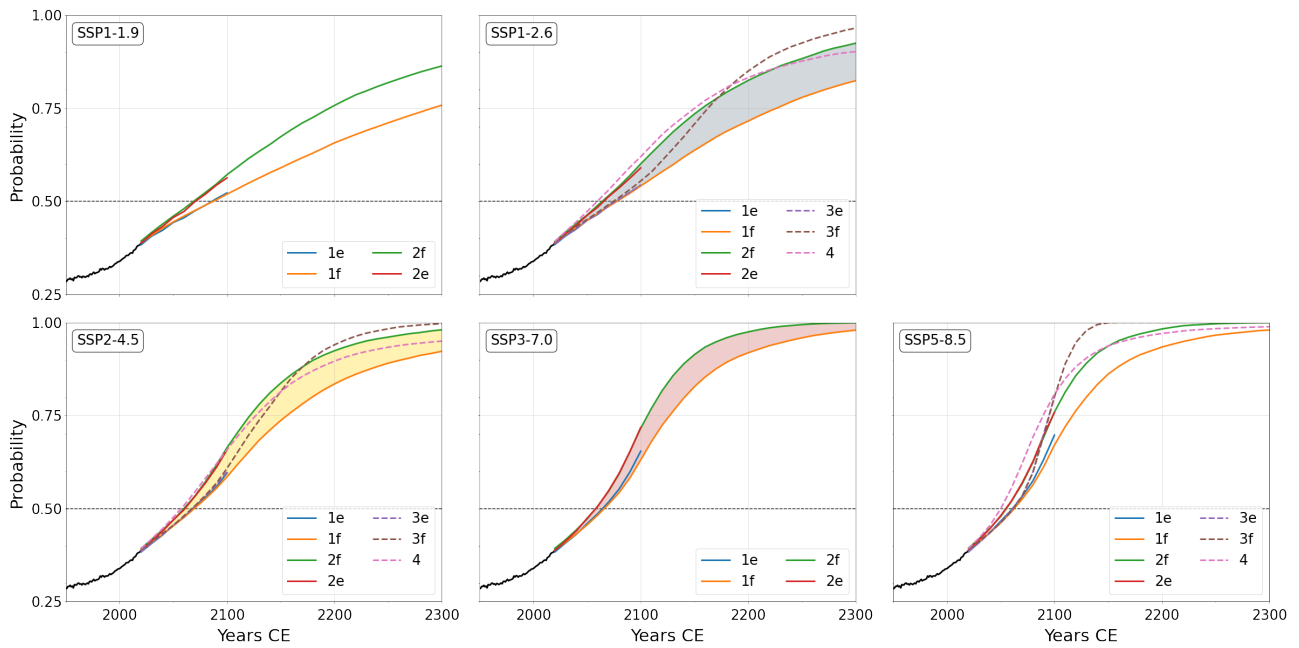 SSP1-1.9
1.00
0.75
0.50
0.25
Probability
1e 2f
1f 2e
SSP1-2.6
1e 3e
1f 3f
2f 4
2e
SSP2-4.5
1.00
0.75
0.50
0.25
Probability
1e 3e
1f 3f
2f 4
2e
2000 2100 2200 2300
Years CE
SSP3-7.0
1e 2f
1f 2e
2000 2100 2200 2300
Years CE
SSP5-8.5
1e 3e
1f 3f
2f 4
2e
2000 2100 2200 2300
Years CE